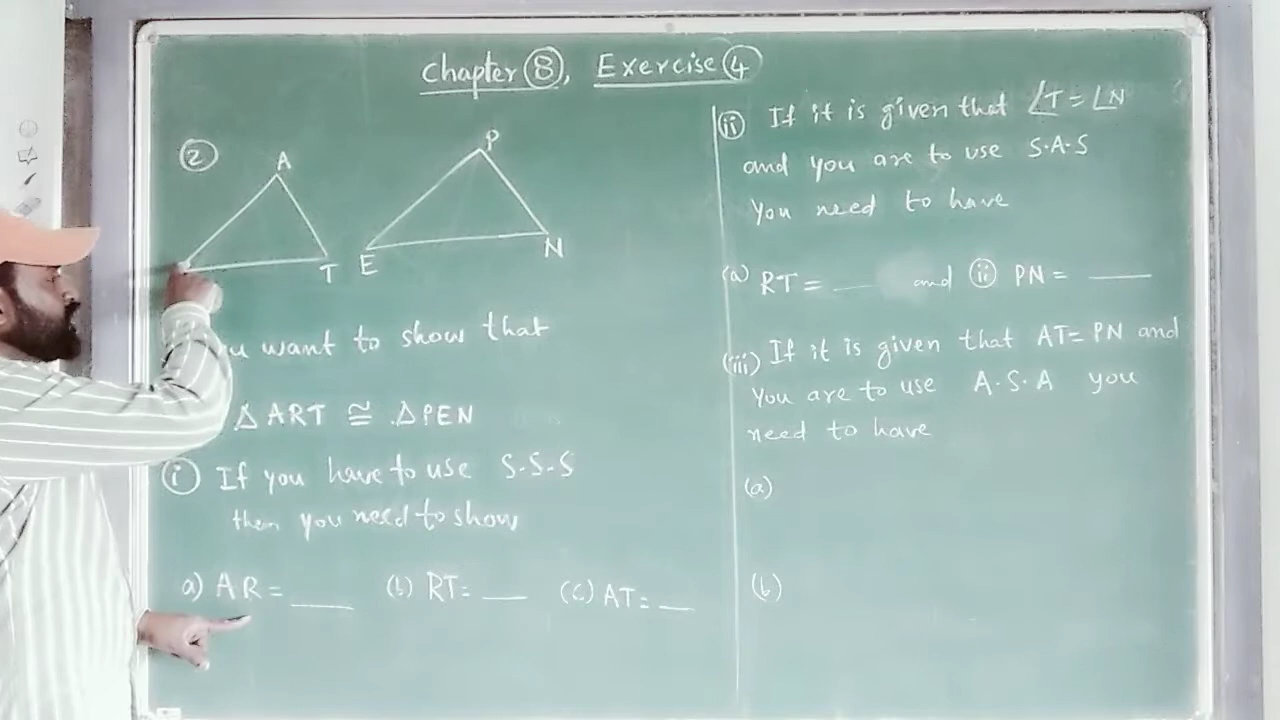 Chapter ⑧, Exercise ④
②
A
T
P
E
N
want to show that
△ ART ≅ △PEN
ⓘ If you have to use S-S-S
then you need to show
a) AR = ____ (b) RT= ____ (c) AT= ____
ⅱ If it is given that ∠T = ∠N
and you are to use S.A.S
You need to have
(a) RT = ____ and ⅱ PN = ____
(iii) If it is given that AT= PN and
You are to use A.S.A you
need to have
(a)
(b)